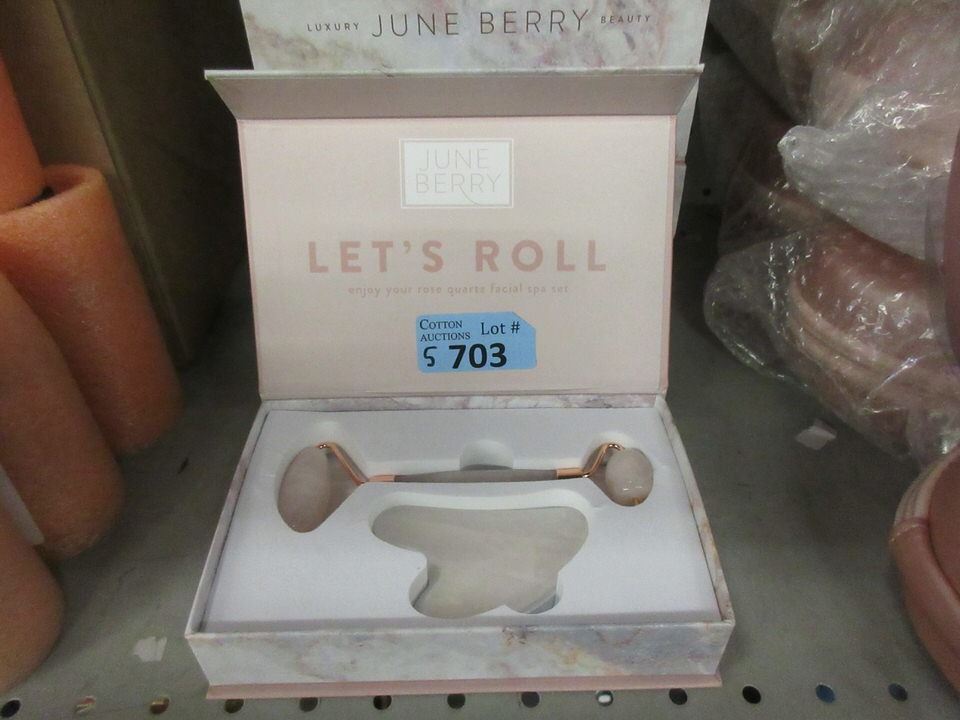 LUXURY JUNE BERRY BEAUTY
JUNE
BERRY
LET'S ROLL
enjoy your rose quartz facial spa set
COTTON
AUCTIONS Lot #
S 703